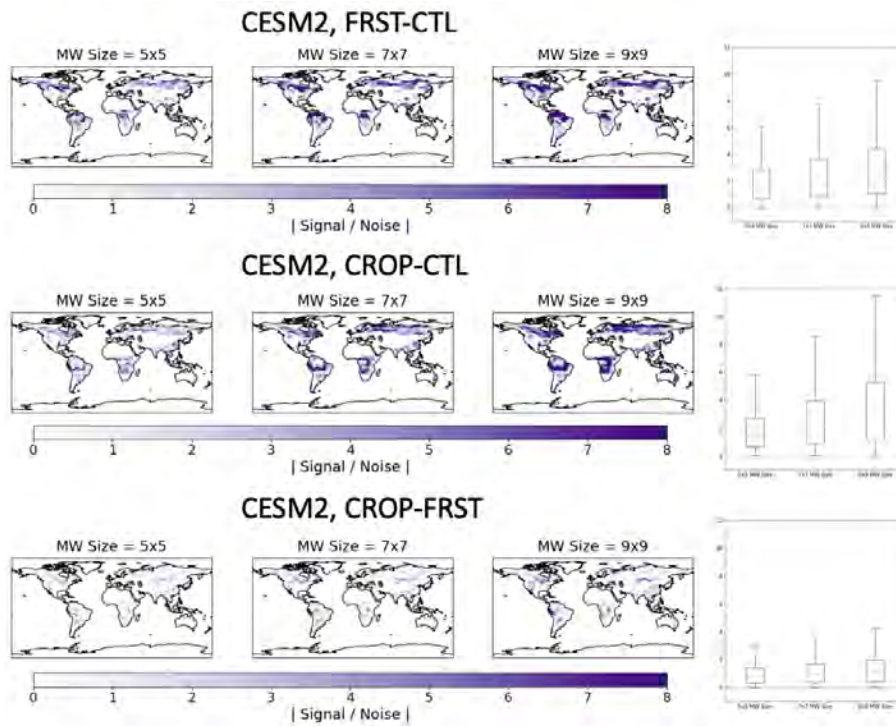 CESM2, FRST-CTL
MW Size = 5x5
MW Size = 7x7
MW Size = 9x9
0 1 2 3 4 5 6 7 8
| Signal / Noise |
CESM2, CROP-CTL
MW Size = 5x5
MW Size = 7x7
MW Size = 9x9
0 1 2 3 4 5 6 7 8
| Signal / Noise |
CESM2, CROP-FRST
MW Size = 5x5
MW Size = 7x7
MW Size = 9x9
0 1 2 3 4 5 6 7 8
| Signal / Noise |